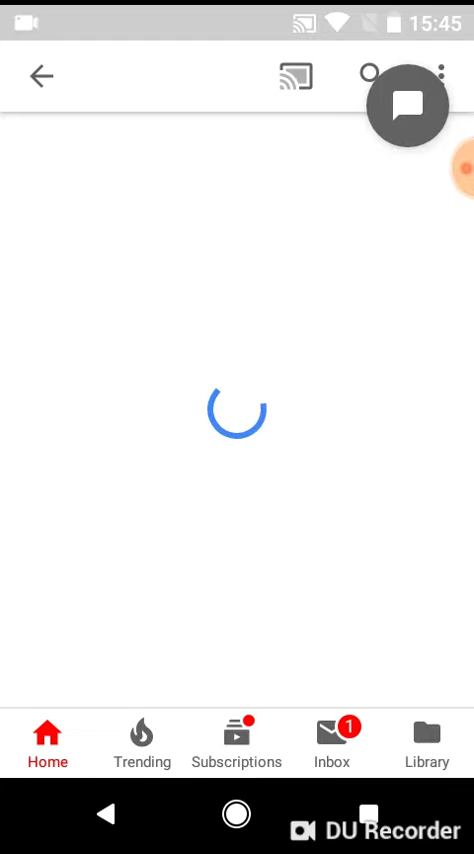 15:45
1
Home
Trending
Subscriptions
Inbox
Library
DU Recorder